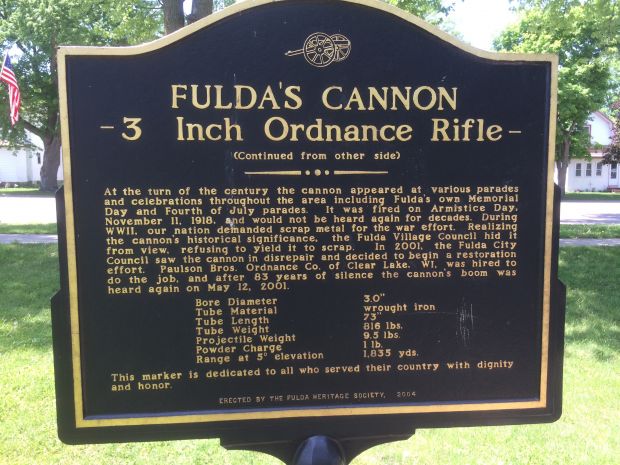 FULDA'S CANNON
- 3 Inch Ordnance Rifle -
(Continued from other side)
At the turn of the century the cannon appeared at various parades
and celebrations throughout the area including Fulda's own Memorial
Day and Fourth of July parades. It was fired on Armistice Day,
November 11, 1918, and would not be heard again for decades. During
WWII, our nation demanded scrap metal for the war effort. Realizing
the cannon's historical significance, the Fulda Village Council hid it
from view, refusing to yield it to scrap. In 2001, the Fulda City
Council saw the cannon in disrepair and decided to begin a restoration
effort. Paulson Bros. Ordnance Co. of Clear Lake, WI, was hired to
do the job, and after 83 years of silence the cannon's boom was
heard again on May 12, 2001.
Bore Diameter 3.0"
Tube Material wrought iron
Tube Length 73"
Tube Weight 816 lbs.
Projectile Weight 9.5 lbs.
Powder Charge 1 lb.
Range at 5° elevation 1,835 yds.
This marker is dedicated to all who served their country with dignity
and honor.
ERECTED BY THE FULDA HERITAGE SOCIETY, 2004